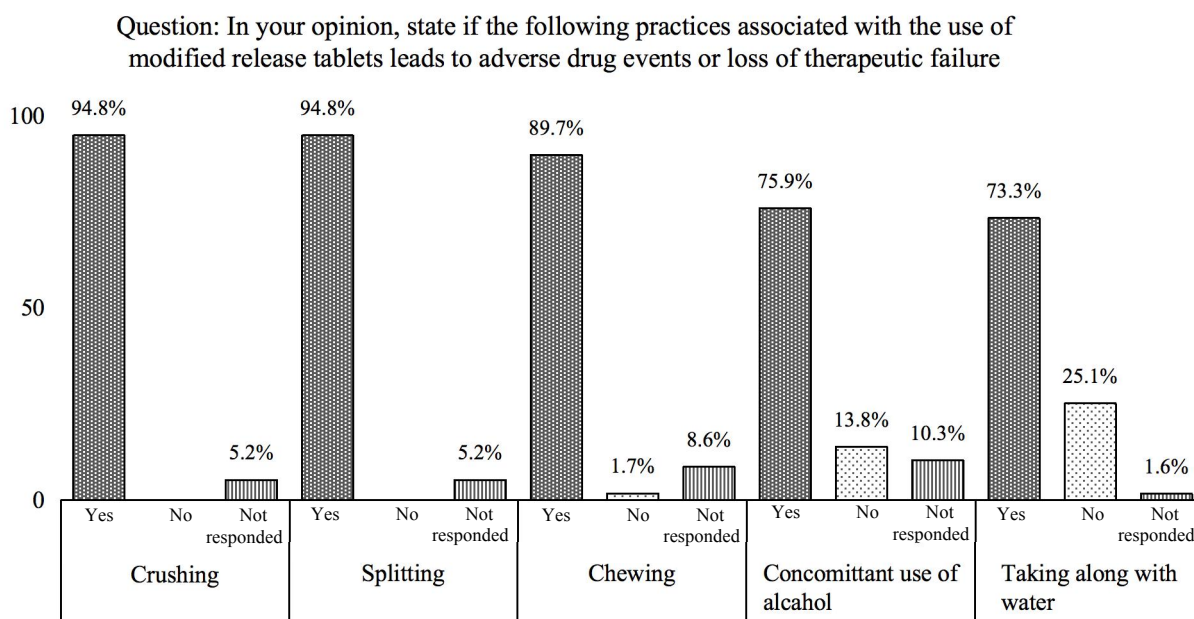 Question: In your opinion, state if the following practices associated with the use of
modified release tablets leads to adverse drug events or loss of therapeutic failure
100
50
0
94.8%
5.2%
94.8%
5.2%
89.7%
1.7%
8.6%
75.9%
13.8%
10.3%
73.3%
25.1%
1.6%
Yes
No
Not
responded
Yes
No
Not
responded
Yes
No
Not
responded
Yes
No
Not
responded
Yes
No
Not
responded
Crushing
Splitting
Chewing
Concomittant use of
alcahol
Taking along with
water